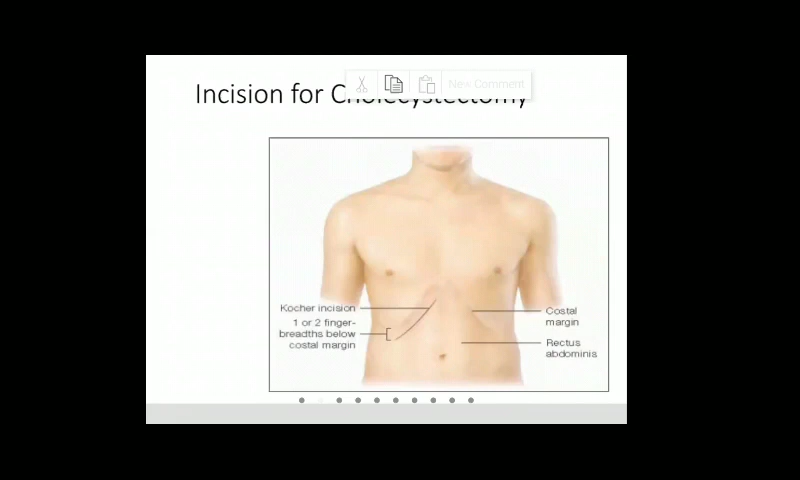 New Comment
Incision for Cholecystectomy
Kocher incision
1 or 2 finger-
breadths below
costal margin
Costal
margin
Rectus
abdominis